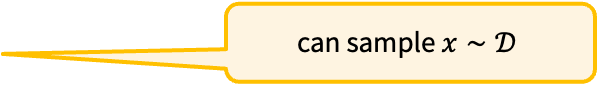 can sample 𝑥 ~ 𝒟